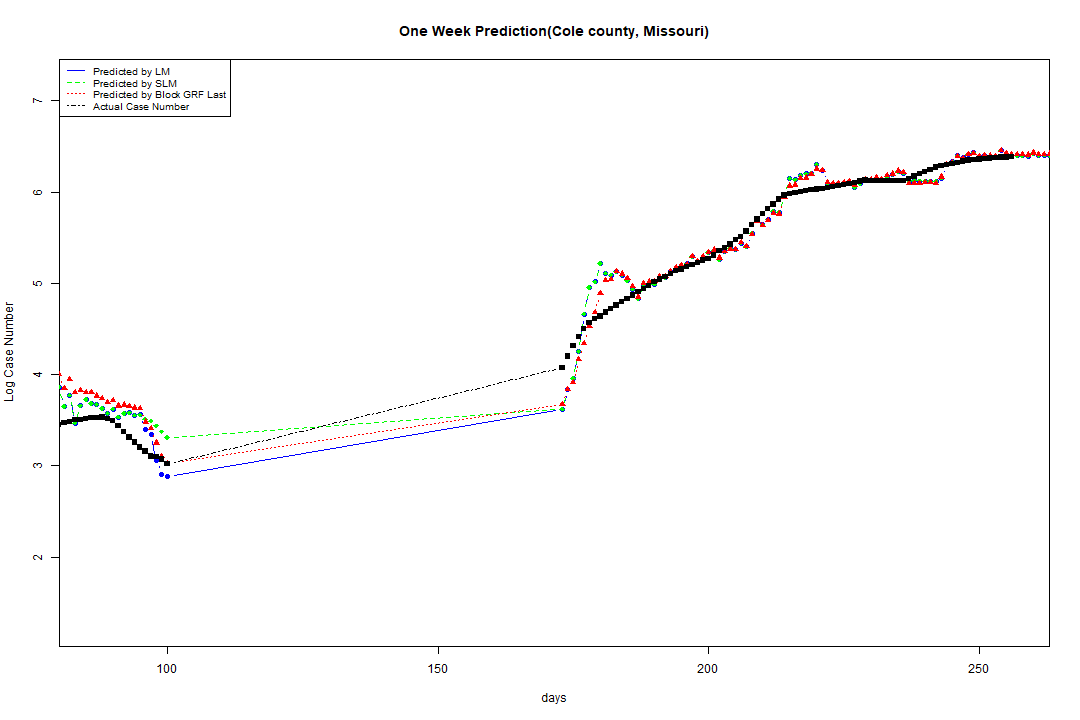 One Week Prediction(Cole county, Missouri)
Predicted by LM
Predicted by SLM
Predicted by Block GRF Last
Actual Case Number
7
6
5
4
3
2
Log Case Number
100 150 200 250
days